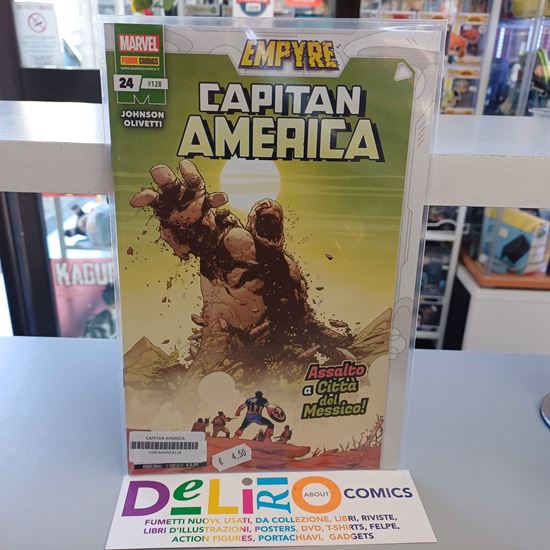 MARVEL
PANINI COMICS
24
#128
JOHNSON
OLIVETTI
EMPYRE
CAPITAN
AMERICA
Assalto
a Città
del
Messico!
CAPITAN AMERICA
€ 4,50
DeLiRiO
ABOUT
COMICS
FUMETTI NUOVI, USATI, DA COLLEZIONE, LIBRI, RIVISTE,
LIBRI D'ILLUSTRAZIONI, POSTERS, DVD, T-SHIRTS, FELPE,
ACTION FIGURES, PORTACHIAVI, GADGETS
KAGU